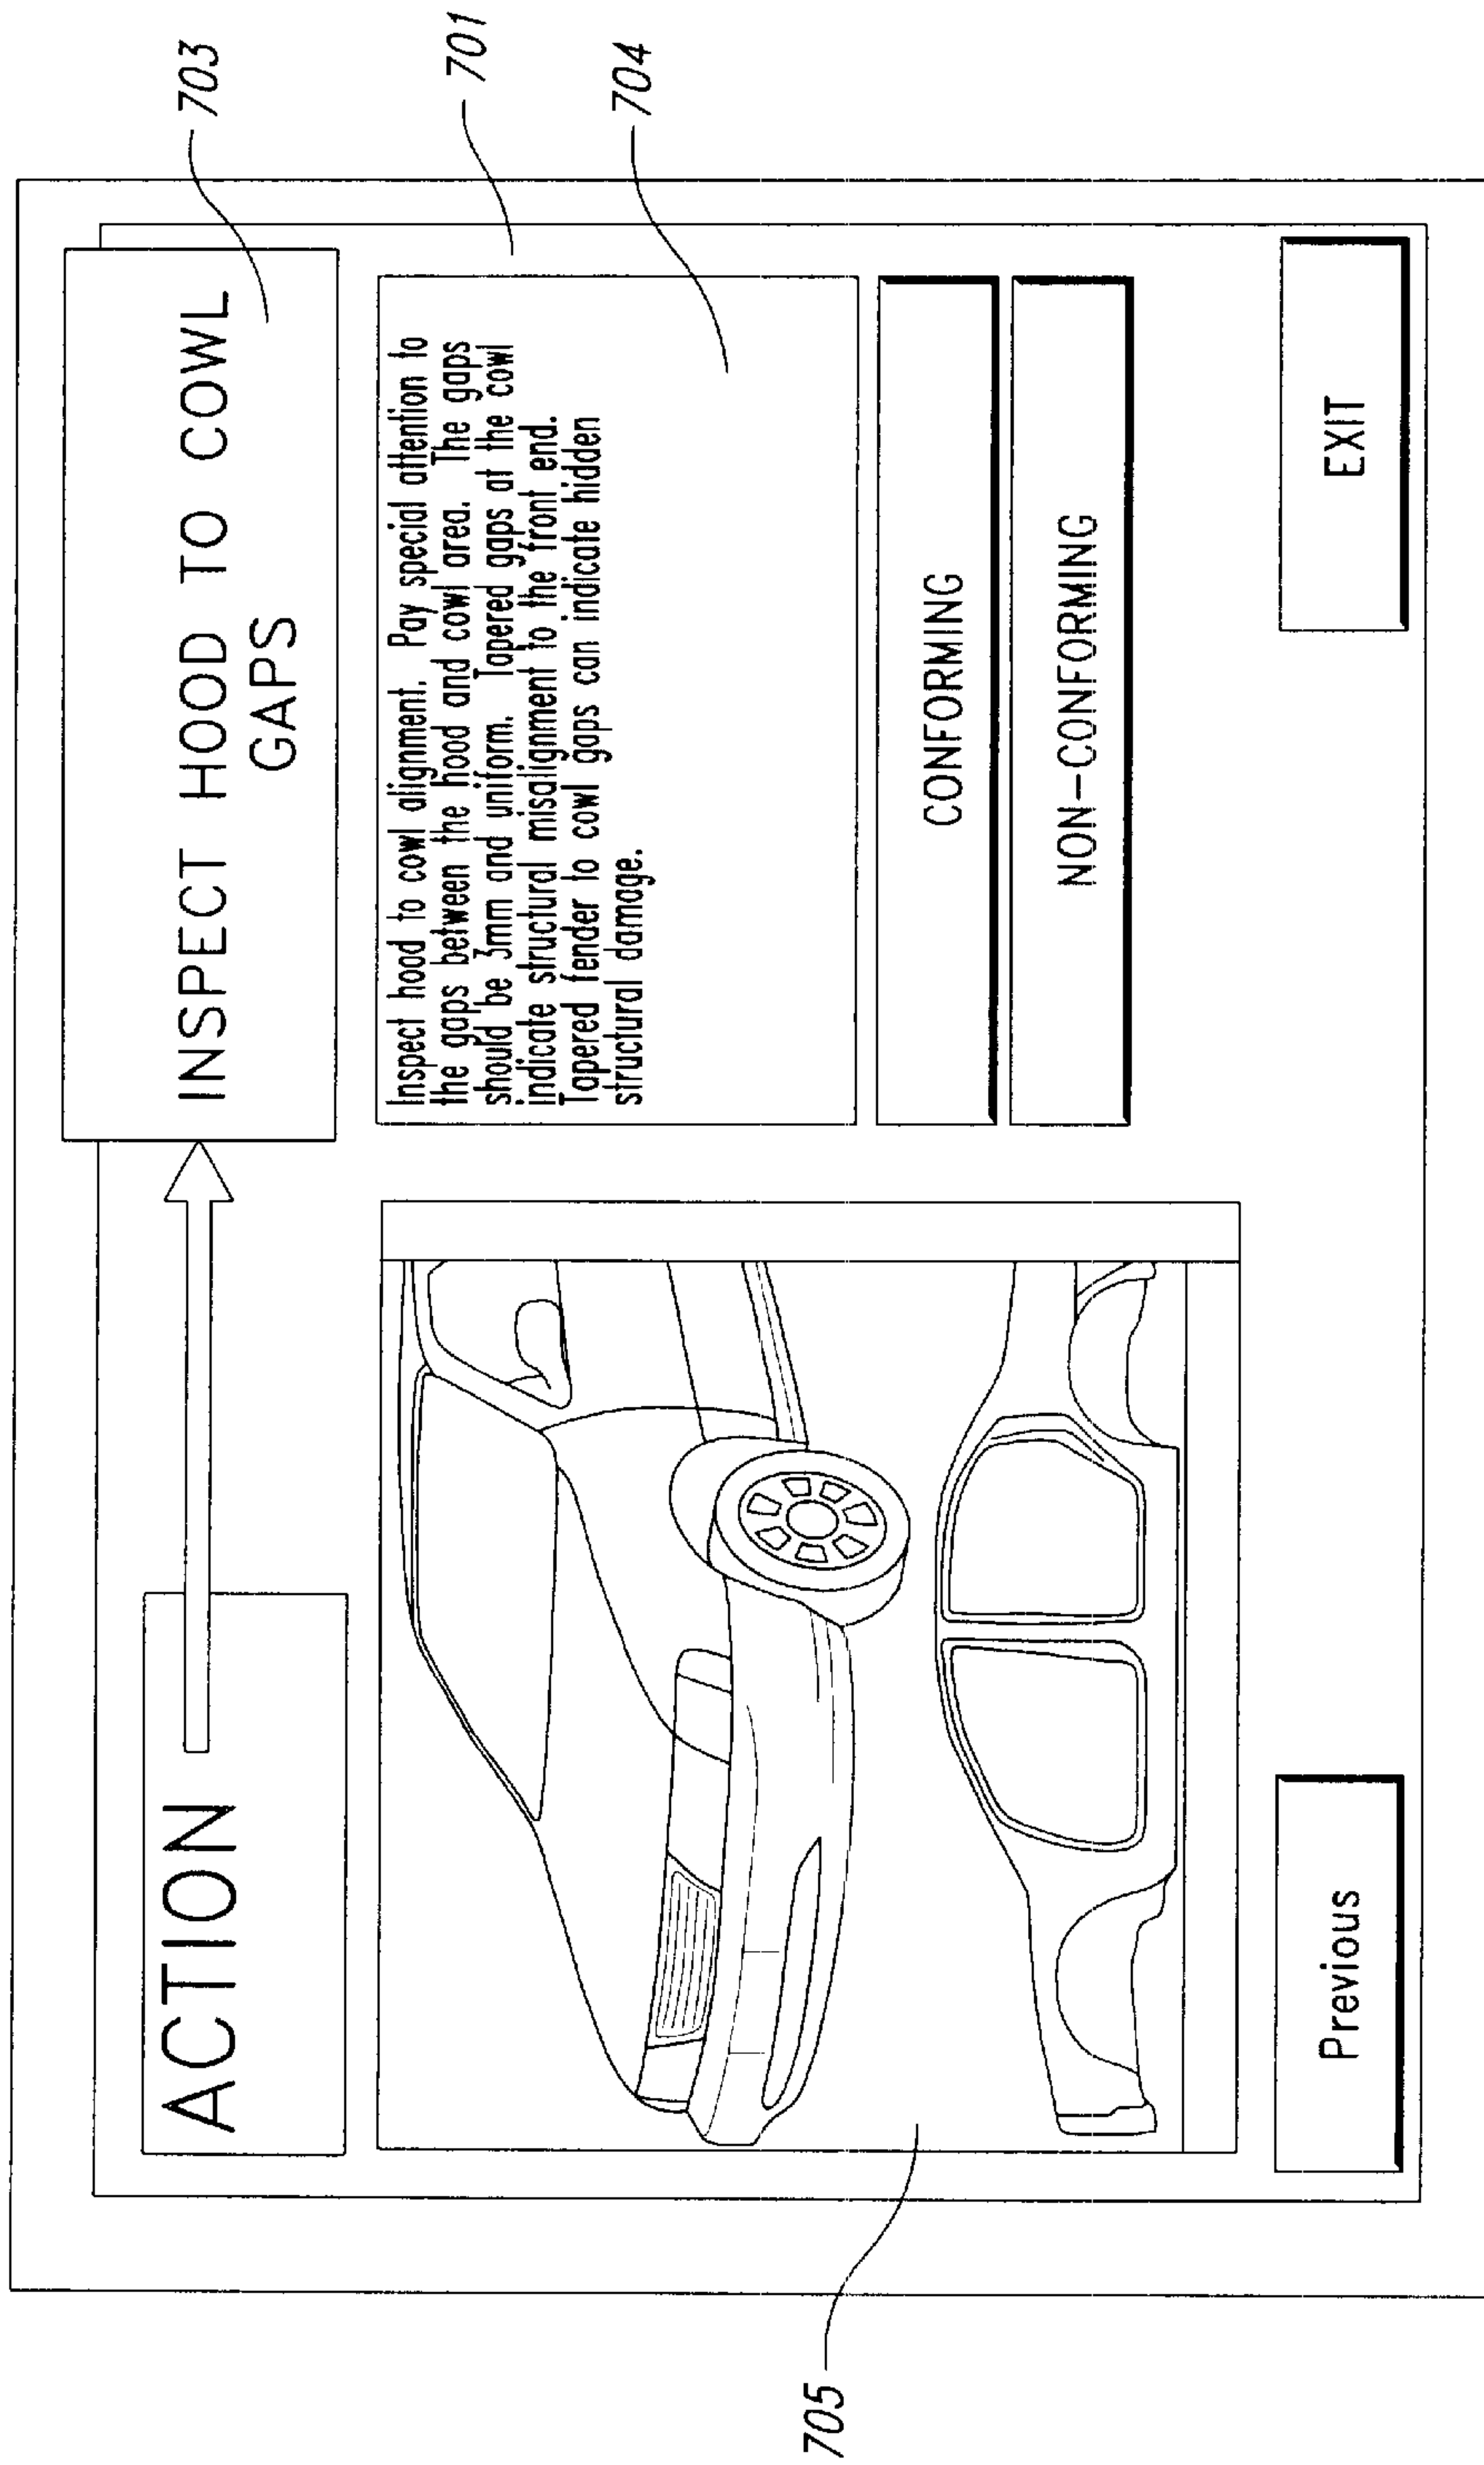 703
701
704
705
ACTION
INSPECT HOOD TO COWL
GAPS
Inspect hood to cowl alignment. Pay special attention to
the gaps between the hood and cowl area. The gaps
should be 3mm and uniform. Tapered gaps at the cowl
indicate structural misalignment to the front end.
Tapered fender to cowl gaps can indicate hidden
structural damage.
CONFORMING
NON-CONFORMING
Previous
EXIT